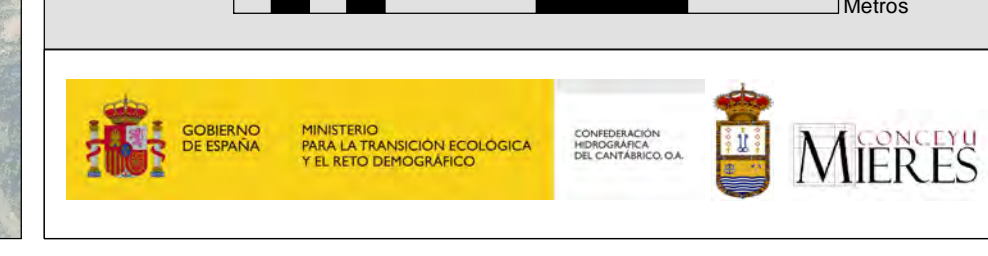 Metros
GOBIERNO
DE ESPAÑA
MINISTERIO
PARA LA TRANSICIÓN ECOLÓGICA
Y EL RETO DEMOGRÁFICO
CONFEDERACIÓN
HIDROGRÁFICA
DEL CANTÁBRICO, O.A.
CONCEYU
MIERES